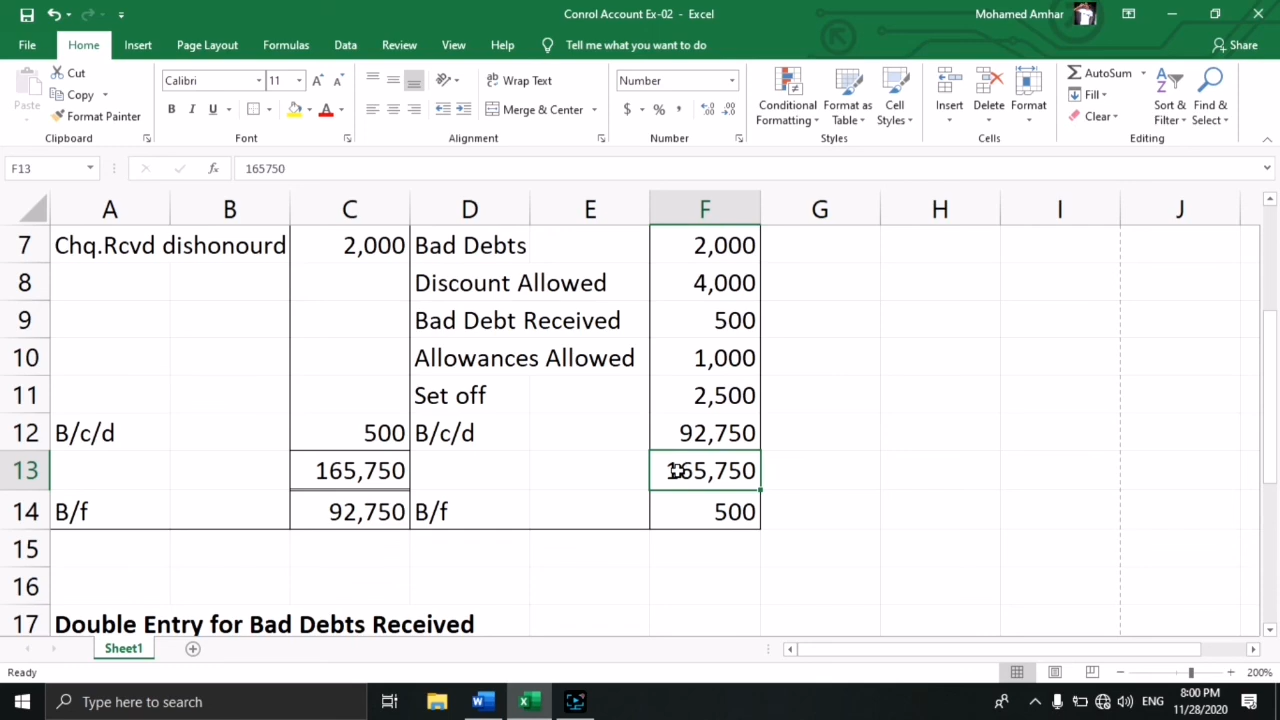 Conrol Account Ex-02 - Excel
Mohamed Amhar
File Home Insert Page Layout Formulas Data Review View Help Tell me what you want to do Share
Paste
Cut
Copy
Format Painter
Clipboard
Calibri 11
B I U
Font
Wrap Text
Merge & Center
Alignment
Number
$ % ,
Number
Conditional Formatting
Format as Table
Cell Styles
Styles
Insert
Delete
Format
Cells
AutoSum
Fill
Clear
Sort & Filter
Find & Select
Editing
F13 fx 165750
A B C D E F G H I J
7 Chq.Rcvd dishonourd 2,000 Bad Debts 2,000
8 Discount Allowed 4,000
9 Bad Debt Received 500
10 Allowances Allowed 1,000
11 Set off 2,500
12 B/c/d 500 B/c/d 92,750
13 165,750 165,750
14 B/f 92,750 B/f 500
15
16
17 Double Entry for Bad Debts Received
Sheet1
Ready 200%
Type here to search
ENG
8:00 PM
11/28/2020